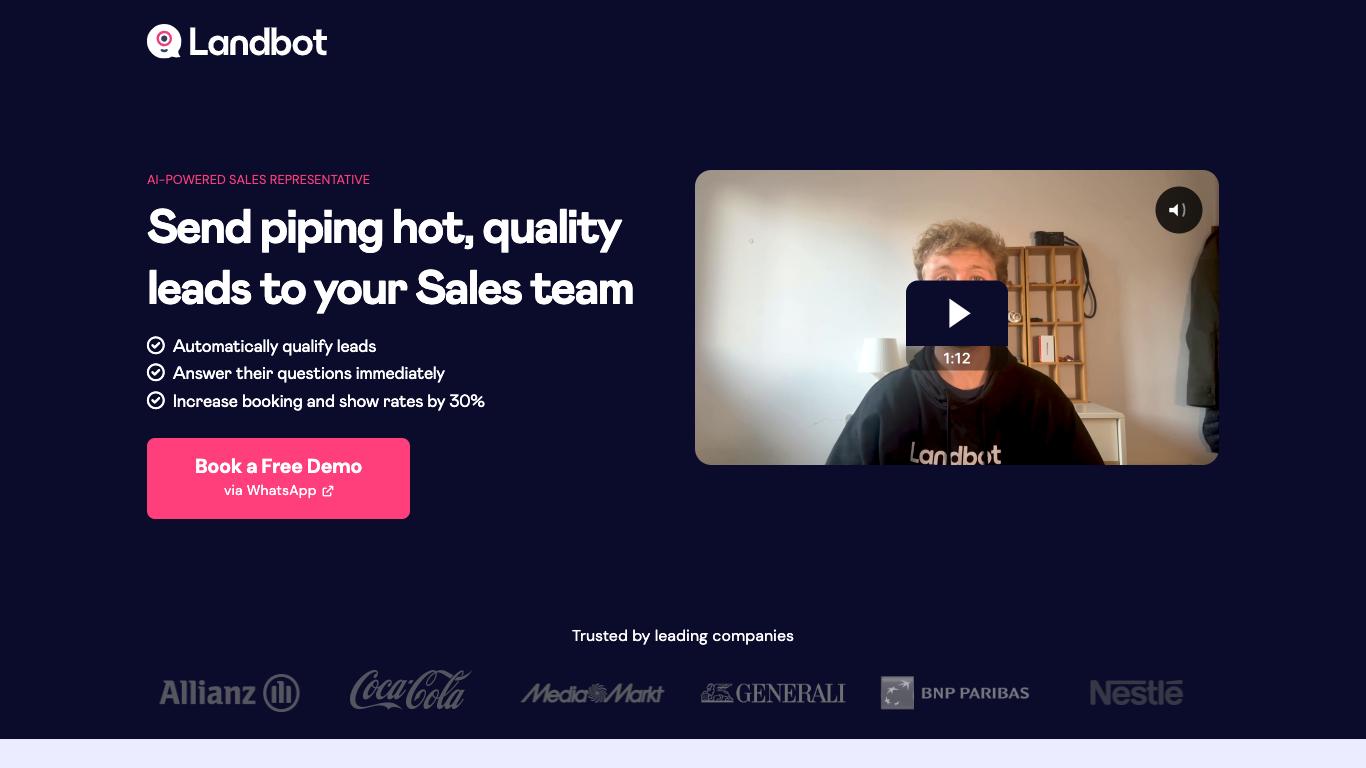 Landbot
AI-POWERED SALES REPRESENTATIVE
Send piping hot, quality
leads to your Sales team
Automatically qualify leads
Answer their questions immediately
Increase booking and show rates by 30%
Book a Free Demo
via WhatsApp
1:12
Landbot
Trusted by leading companies
Allianz
Coca-Cola
Media Markt
GENERALI
BNP PARIBAS
Nestlé